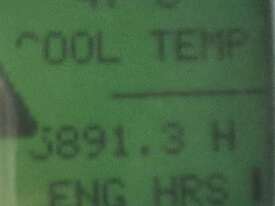 COOL TEMP
5891.3 H
ENG HRS